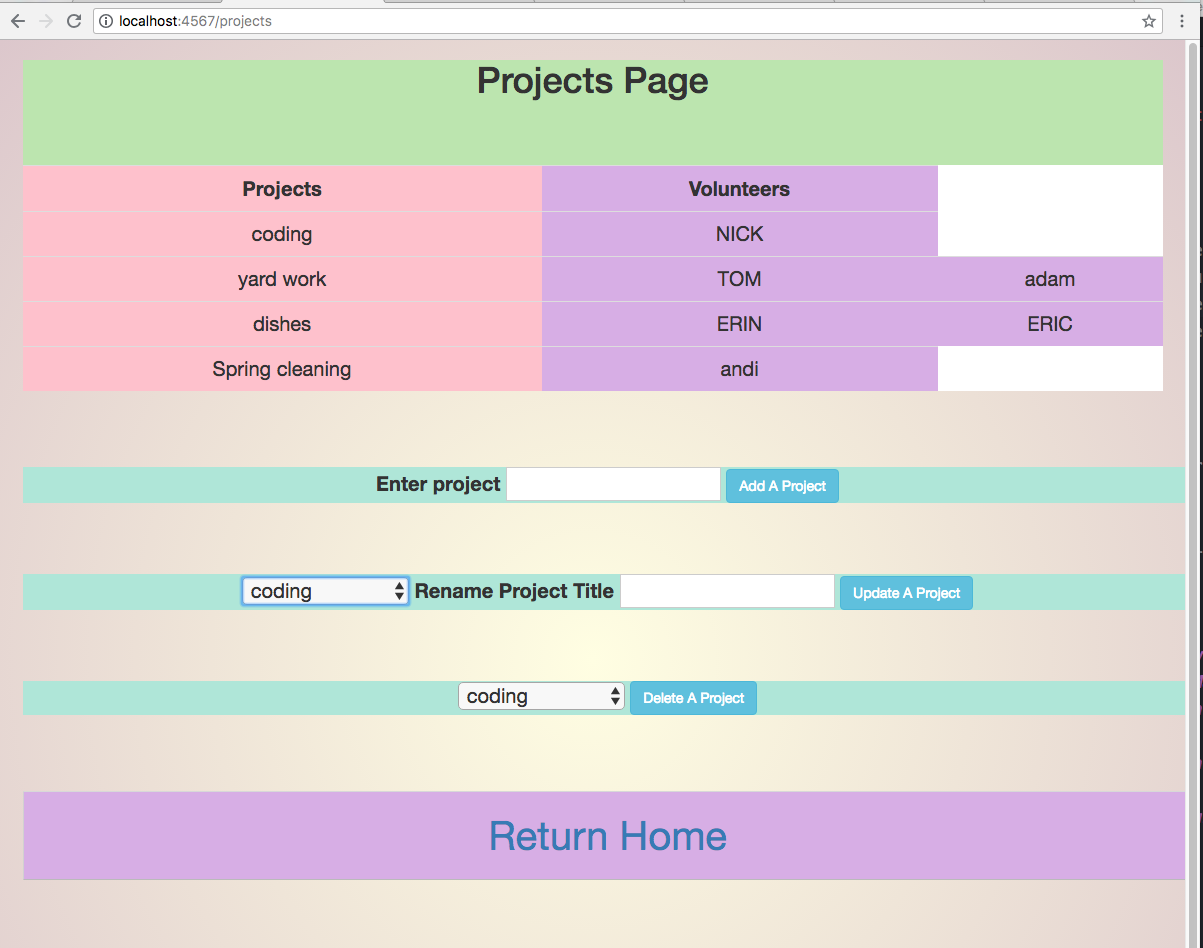 localhost:4567/projects
Projects Page
Projects Volunteers
coding NICK
yard work TOM adam
dishes ERIN ERIC
Spring cleaning andi
Enter project Add A Project
coding Rename Project Title Update A Project
coding Delete A Project
Return Home